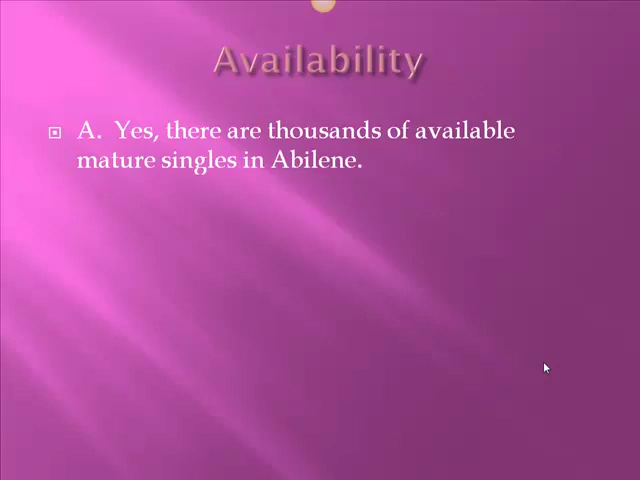 Availability
A. Yes, there are thousands of available
mature singles in Abilene.